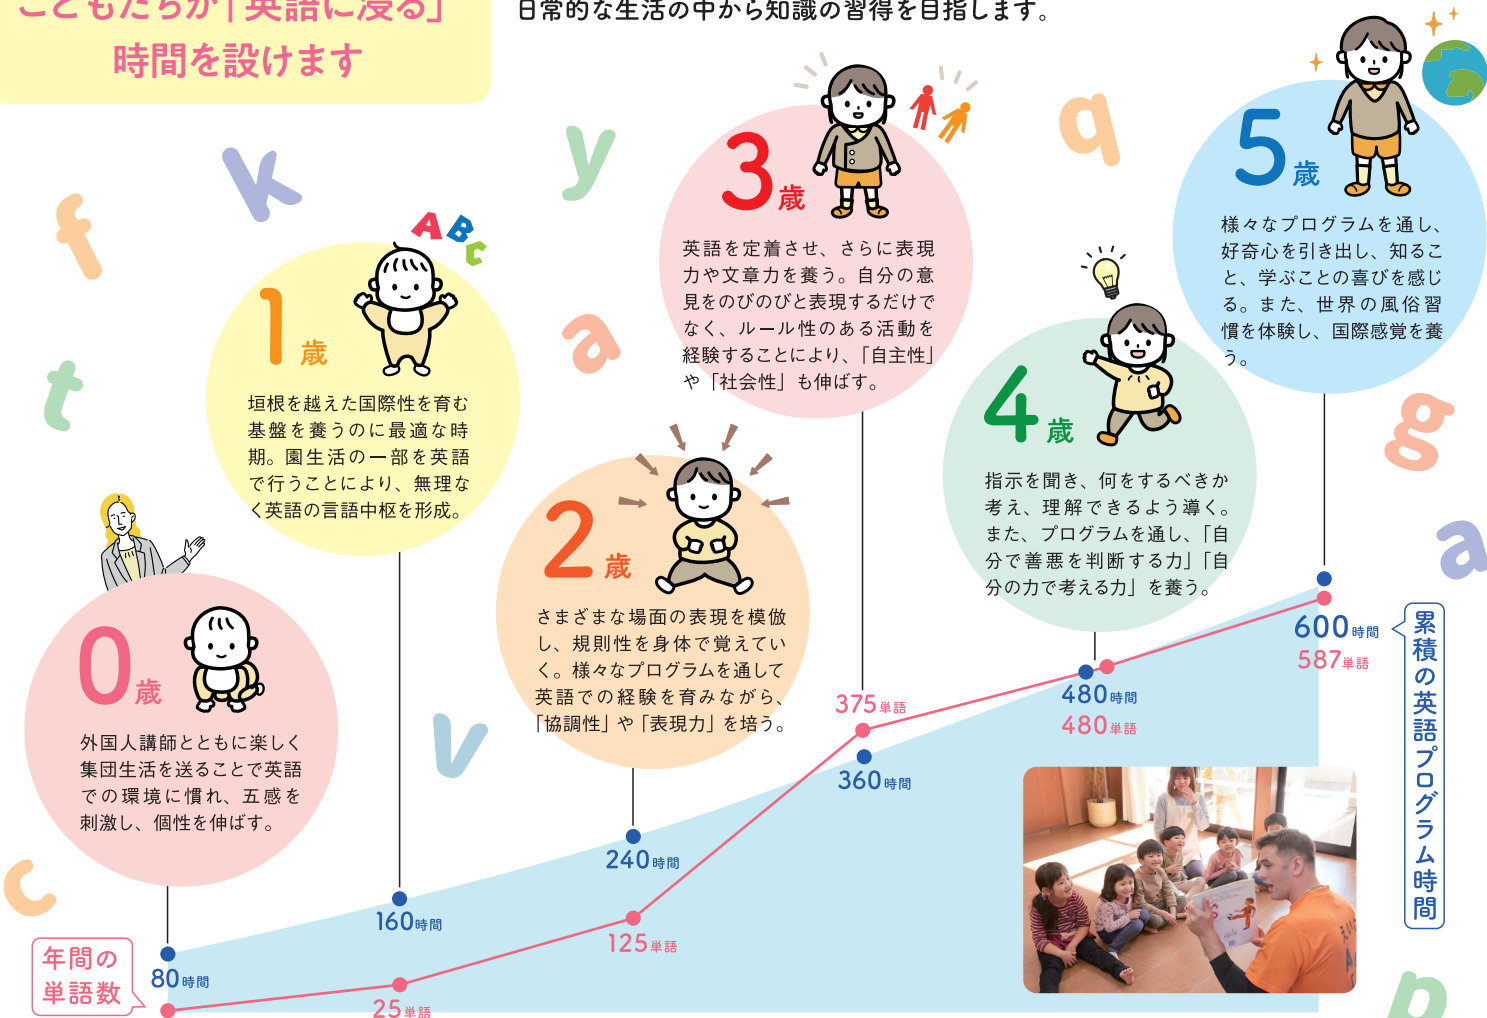 こどもたちが「英語に浸る」
時間を設けます
日常的な生活の中から知識の習得を目指します。
f
k
y
q
t
a
g
a
v
c
p
A B C
0歳
外国人講師とともに楽しく
集団生活を送ることで英語
での環境に慣れ、五感を
刺激し、個性を伸ばす。
1歳
垣根を越えた国際性を育む
基盤を養うのに最適な時
期。園生活の一部を英語
で行うことにより、無理な
く英語の言語中枢を形成。
2歳
さまざまな場面の表現を模倣
し、規則性を身体で覚えてい
く。様々なプログラムを通して
英語での経験を育みながら、
「協調性」や「表現力」を培う。
3歳
英語を定着させ、さらに表現
力や文章力を養う。自分の意
見をのびのびと表現するだけで
なく、ルール性のある活動を
経験することにより、「自主性」
や「社会性」も伸ばす。
4歳
指示を聞き、何をするべきか
考え、理解できるよう導く。
また、プログラムを通し、「自
分で善悪を判断する力」「自
分の力で考える力」を養う。
5歳
様々なプログラムを通し、
好奇心を引き出し、知るこ
と、学ぶことの喜びを感じ
る。また、世界の風俗習
慣を体験し、国際感覚を養
う。
年間の
単語数
80時間
160時間
25単語
240時間
125単語
375単語
360時間
480時間
480単語
600時間
587単語
累積の英語プログラム時間